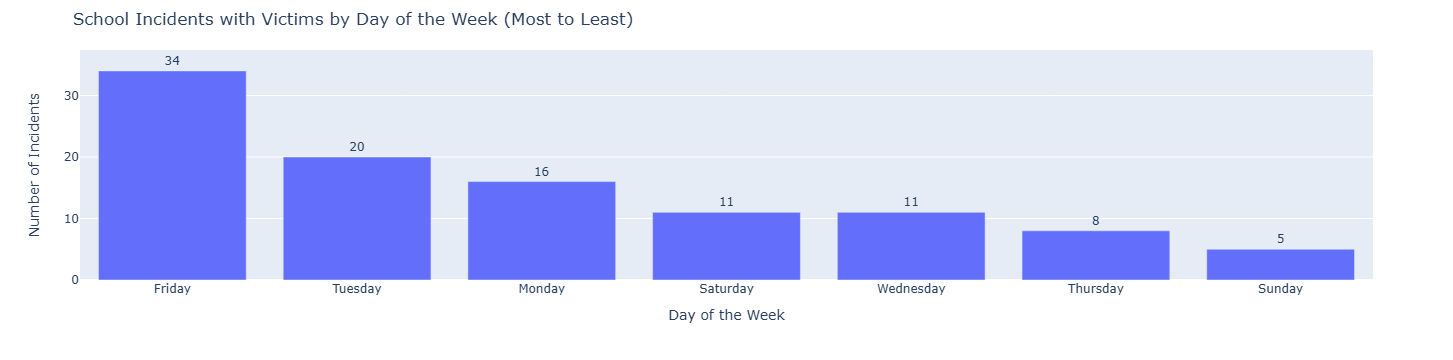 School Incidents with Victims by Day of the Week (Most to Least)
34
20
16
11
11
8
5
30
20
10
0
Number of Incidents
Friday
Tuesday
Monday
Saturday
Wednesday
Thursday
Sunday
Day of the Week